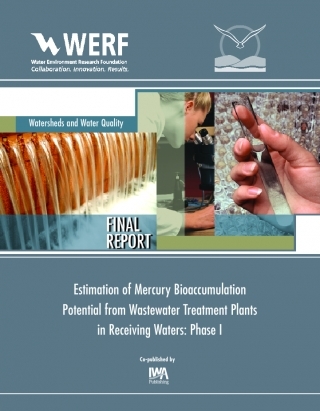 WERF
Water Environment Research Foundation
Collaboration. Innovation. Results.
Watersheds and Water Quality
FINAL
REPORT
Estimation of Mercury Bioaccumulation
Potential from Wastewater Treatment Plants
in Receiving Waters: Phase I
Co-published by
IWA
Publishing